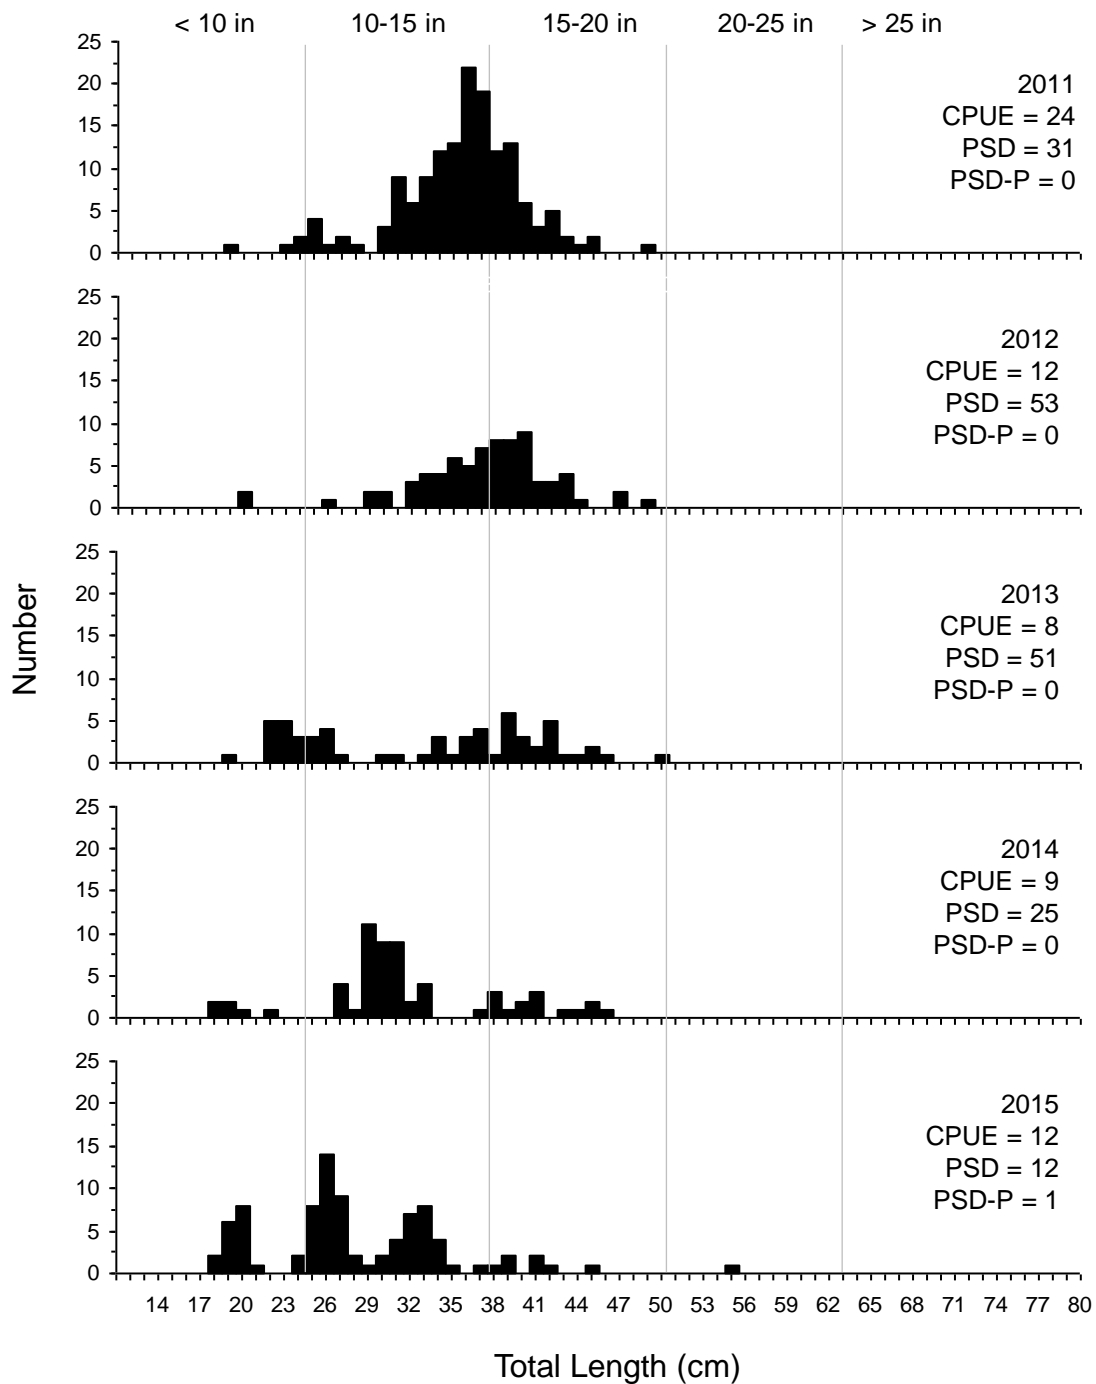 < 10 in 10-15 in 15-20 in 20-25 in > 25 in
25
20
15
10
5
0
2011
CPUE = 24
PSD = 31
PSD-P = 0
25
20
15
10
5
0
2012
CPUE = 12
PSD = 53
PSD-P = 0
25
20
15
10
5
0
2013
CPUE = 8
PSD = 51
PSD-P = 0
Number
25
20
15
10
5
0
2014
CPUE = 9
PSD = 25
PSD-P = 0
25
20
15
10
5
0
2015
CPUE = 12
PSD = 12
PSD-P = 1
14 17 20 23 26 29 32 35 38 41 44 47 50 53 56 59 62 65 68 71 74 77 80
Total Length (cm)